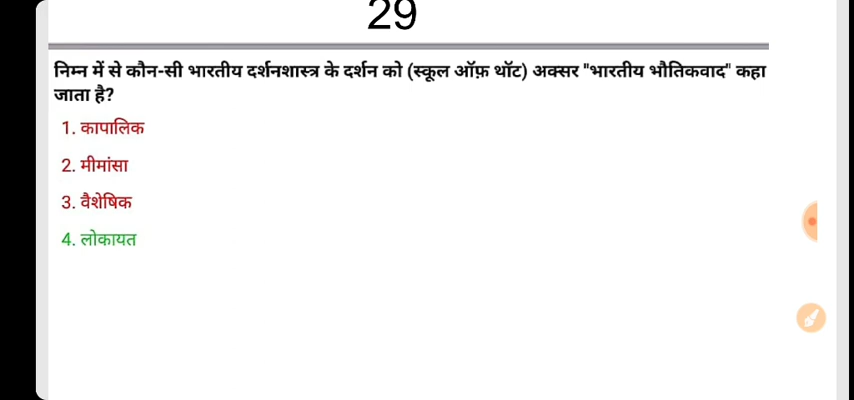 29
निम्न में से कौन-सी भारतीय दर्शनशास्त्र के दर्शन को (स्कूल ऑफ़ थॉट) अक्सर "भारतीय भौतिकवाद" कहा
जाता है?
1. कापालिक
2. मीमांसा
3. वैशेषिक
4. लोकायत